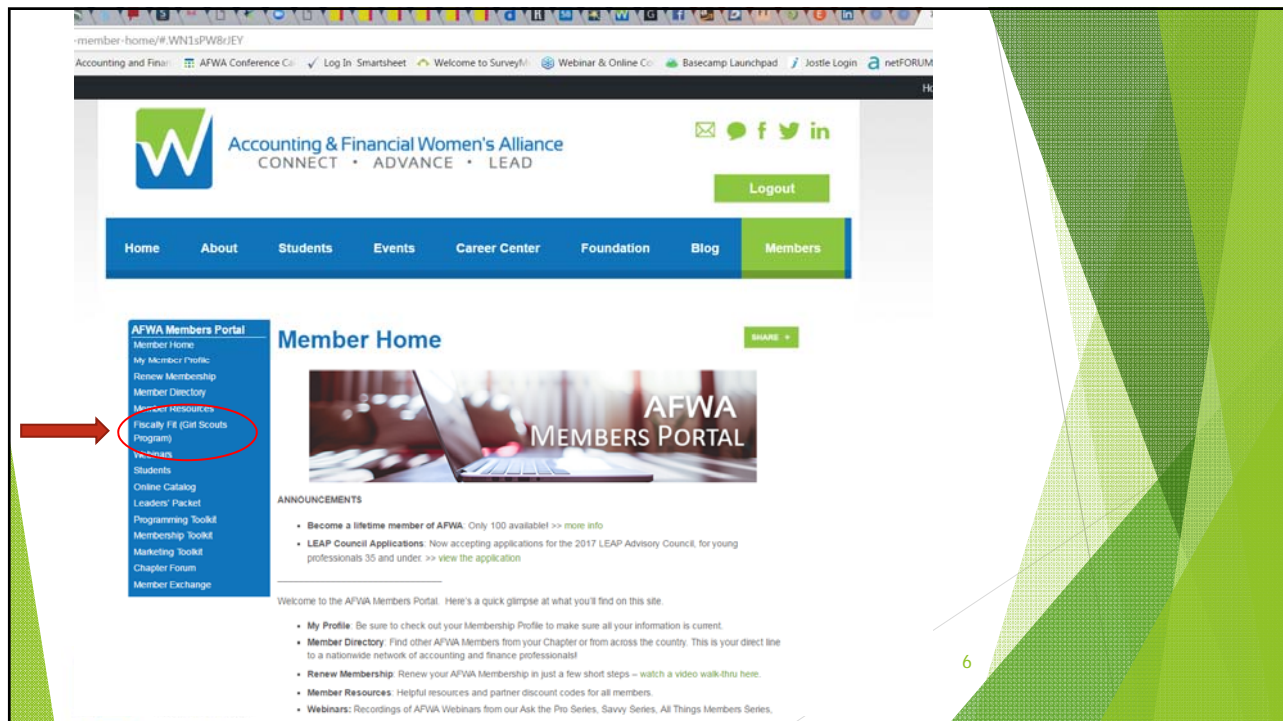 -member-home/#.WN1sPW8rJEY
Accounting and Finan AFWA Conference Ca Log In Smartsheet Welcome to SurveyM Webinar & Online Co Basecamp Launchpad Jostle Login netFORUM
Ho
Accounting & Financial Women's Alliance
CONNECT • ADVANCE • LEAD
Logout
Home About Students Events Career Center Foundation Blog Members
AFWA Members Portal
Member Home
My Member Profile
Renew Membership
Member Directory
Member Resources
Fiscally Fit (Girl Scouts
Program)
Webinars
Students
Online Catalog
Leaders' Packet
Programming Toolkit
Membership Toolkit
Marketing Toolkit
Chapter Forum
Member Exchange
Member Home
SHARE +
AFWA
MEMBERS PORTAL
ANNOUNCEMENTS
• Become a lifetime member of AFWA: Only 100 available! >> more info
• LEAP Council Applications: Now accepting applications for the 2017 LEAP Advisory Council, for young
professionals 35 and under. >> view the application
Welcome to the AFWA Members Portal. Here's a quick glimpse at what you'll find on this site.
• My Profile: Be sure to check out your Membership Profile to make sure all your information is current.
• Member Directory: Find other AFWA Members from your Chapter or from across the country. This is your direct line
to a nationwide network of accounting and finance professionals!
• Renew Membership: Renew your AFWA Membership in just a few short steps – watch a video walk-thru here.
• Member Resources: Helpful resources and partner discount codes for all members.
• Webinars: Recordings of AFWA Webinars from our Ask the Pro Series, Savvy Series, All Things Members Series,
6